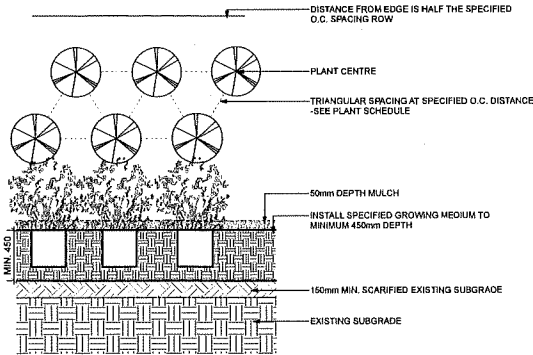 DISTANCE FROM EDGE IS HALF THE SPECIFIED
O.C. SPACING ROW
PLANT CENTRE
TRIANGULAR SPACING AT SPECIFIED O.C. DISTANCE
-SEE PLANT SCHEDULE
50mm DEPTH MULCH
INSTALL SPECIFIED GROWING MEDIUM TO
MINIMUM 450mm DEPTH
MIN. 450
150mm MIN. SCARIFIED EXISTING SUBGRADE
EXISTING SUBGRADE